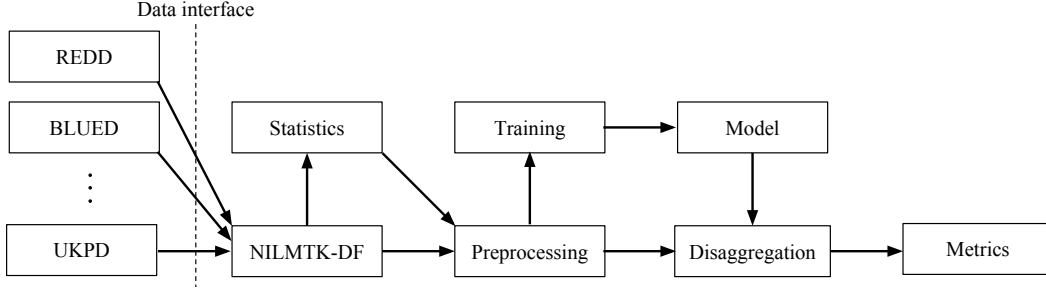 Data interface
REDD
BLUED
Statistics
Training
Model
UKPD
NILMTK-DF
Preprocessing
Disaggregation
Metrics